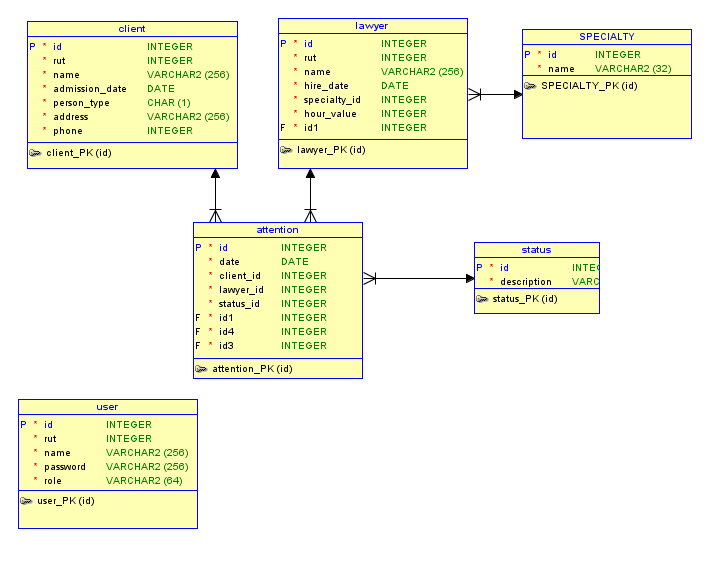 client
P * id INTEGER
* rut INTEGER
* name VARCHAR2 (256)
* admission_date DATE
* person_type CHAR (1)
* address VARCHAR2 (256)
* phone INTEGER
client_PK (id)
lawyer
P * id INTEGER
* rut INTEGER
* name VARCHAR2 (256)
* hire_date DATE
* specialty_id INTEGER
* hour_value INTEGER
F * id1 INTEGER
lawyer_PK (id)
SPECIALTY
P * id INTEGER
* name VARCHAR2 (32)
SPECIALTY_PK (id)
attention
P * id INTEGER
* date DATE
* client_id INTEGER
* lawyer_id INTEGER
* status_id INTEGER
F * id1 INTEGER
F * id4 INTEGER
F * id3 INTEGER
attention_PK (id)
status
P * id INTEG
* description VARC
status_PK (id)
user
P * id INTEGER
* rut INTEGER
* name VARCHAR2 (256)
* password VARCHAR2 (256)
* role VARCHAR2 (64)
user_PK (id)